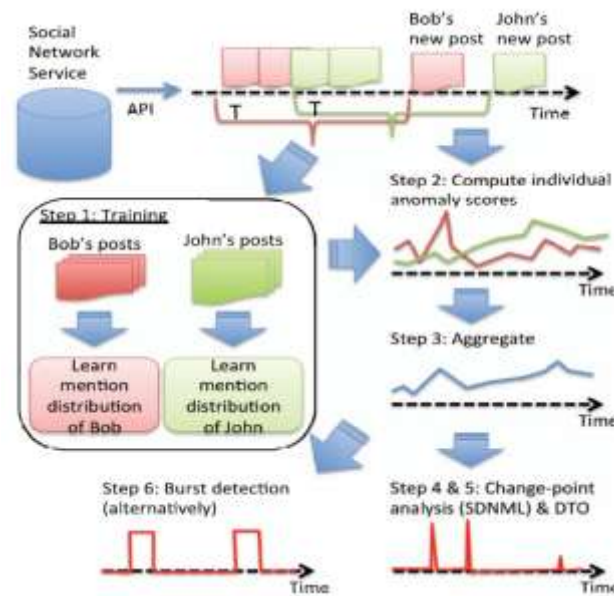 Social
Network
Service
API
Bob's
new post
John's
new post
T
T
Time
Step 1: Training
Bob's posts
John's posts
Learn
mention
distribution
of Bob
Learn
mention
distribution
of John
Step 2: Compute individual
anomaly scores
Time
Step 3: Aggregate
Time
Step 4 & 5: Change-point
analysis (SDNML) & DTO
Time
Step 6: Burst detection
(alternatively)
Time